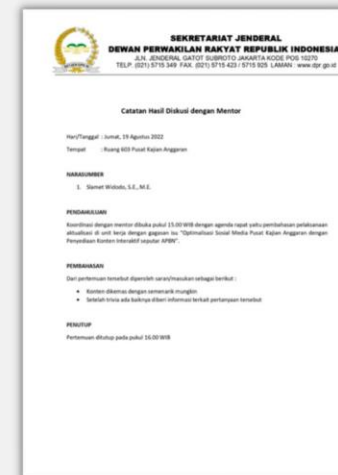 SEKRETARIAT JENDERAL
DEWAN PERWAKILAN RAKYAT REPUBLIK INDONESIA
JLN. JENDERAL GATOT SUBROTO JAKARTA KODE POS 10270
TELP. (021) 5715 349 FAX. (021) 5715 423 / 5715 925 LAMAN : www.dpr.go.id
Catatan Hasil Diskusi dengan Mentor
Hari/Tanggal : Jumat, 19 Agustus 2022
Tempat : Ruang 603 Pusat Kajian Anggaran
NARASUMBER
1. Slamet Widodo, S.E., M.E.
PENDAHULUAN
Koordinasi dengan mentor dibuka pukul 15.00 WIB dengan agenda rapat yaitu pembahasan pelaksanaan
aktualisasi di unit kerja dengan gagasan isu "Optimalisasi Sosial Media Pusat Kajian Anggaran dengan
Penyediaan Konten Interaktif seputar APBN".
PEMBAHASAN
Dari pertemuan tersebut diperoleh saran/masukan sebagai berikut :
• Konten dikemas dengan semenarik mungkin
• Setelah trivia ada baiknya diberi informasi terkait pertanyaan tersebut
PENUTUP
Pertemuan ditutup pada pukul 16.00 WIB